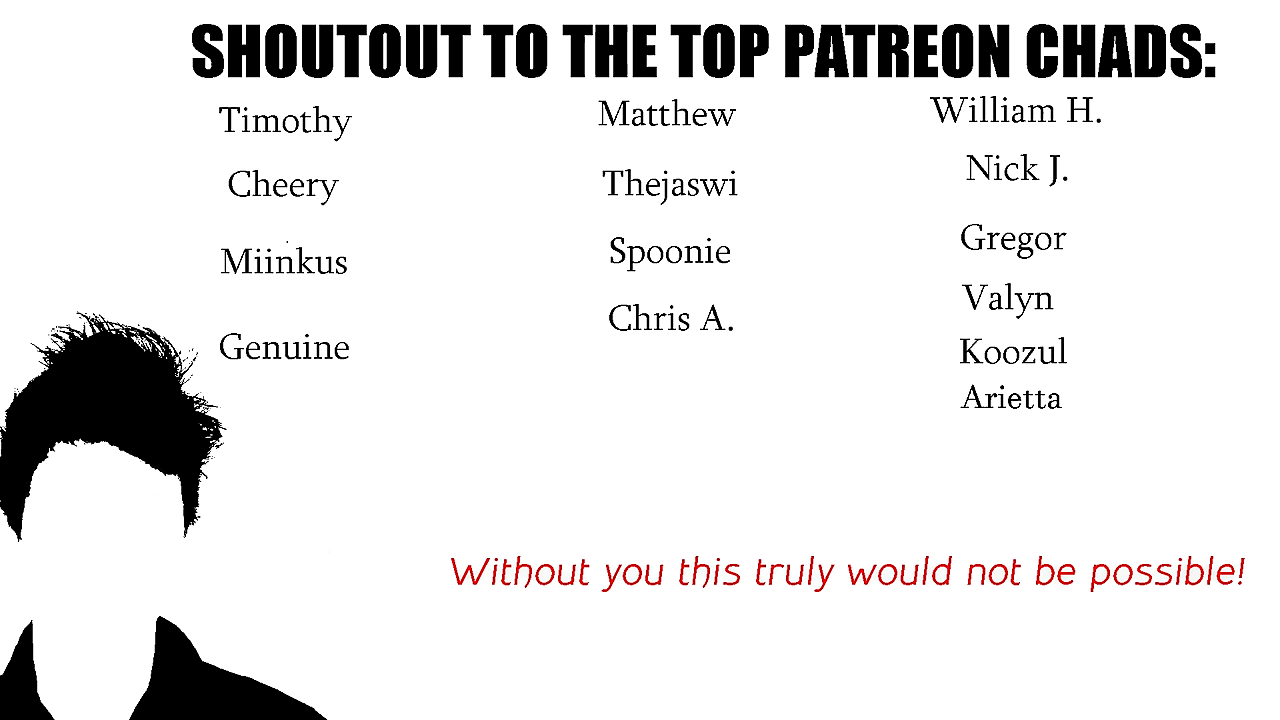 SHOUTOUT TO THE TOP PATREON CHADS:
Timothy
Cheery
Miinkus
Genuine
Matthew
Thejaswi
Spoonie
Chris A.
William H.
Nick J.
Gregor
Valyn
Koozul
Arietta
Without you this truly would not be possible!